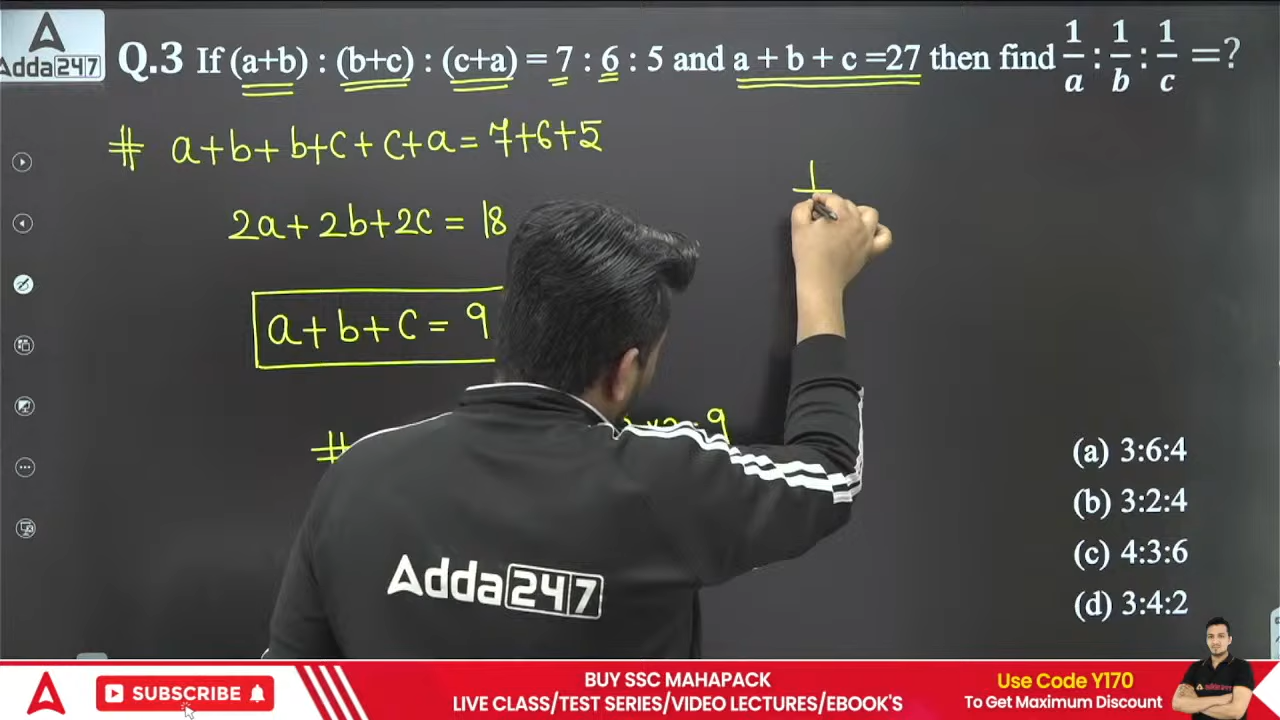 Adda247
Q.3 If (a+b) : (b+c) : (c+a) = 7 : 6 : 5 and a + b + c =27 then find 1/a : 1/b : 1/c =?
# a+b+b+c+c+a=7+6+5
2a+2b+2c = 18
a+b+c = 9
#
9
1
(a) 3:6:4
(b) 3:2:4
(c) 4:3:6
(d) 3:4:2
Adda247
SUBSCRIBE
BUY SSC MAHAPACK
LIVE CLASS/TEST SERIES/VIDEO LECTURES/EBOOK'S
Use Code Y170
To Get Maximum Discount